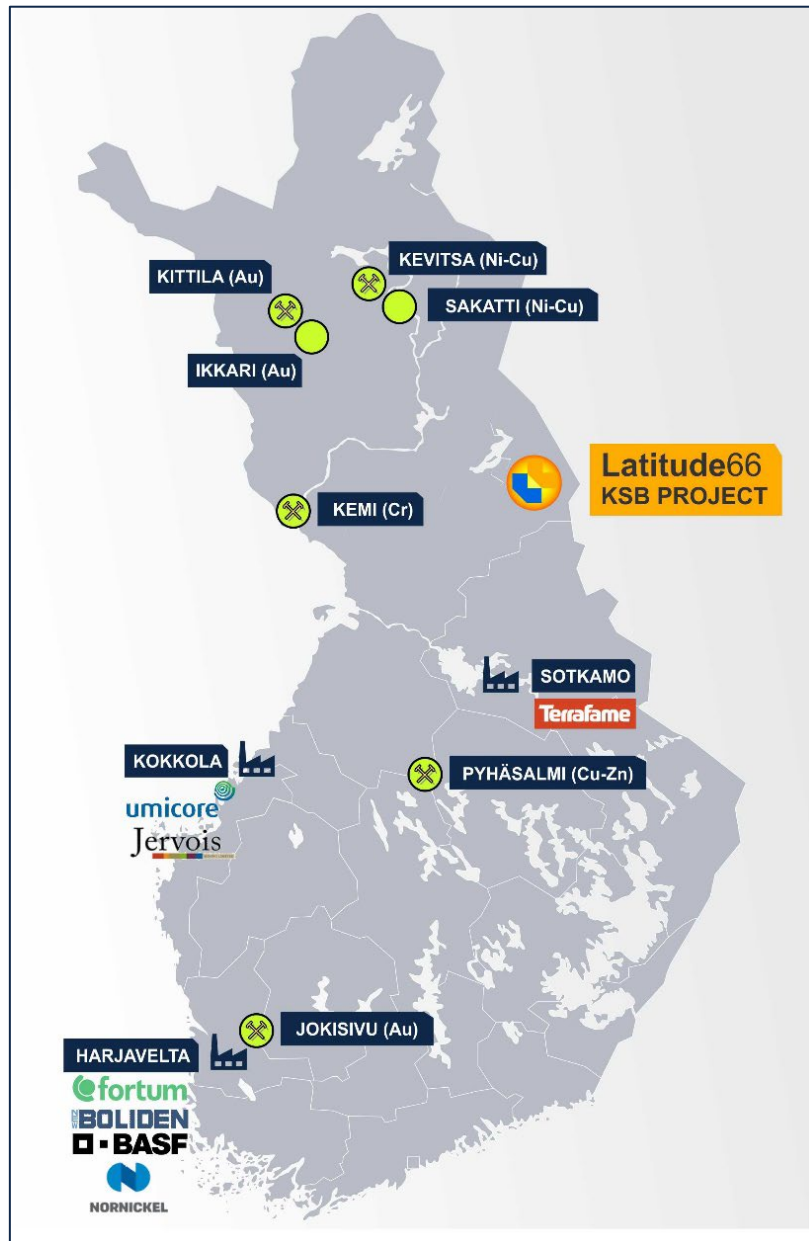 KEVITSA (Ni-Cu)
KITTILA (Au)
SAKATTI (Ni-Cu)
IKKARI (Au)
Latitude66
KSB PROJECT
KEMI (Cr)
SOTKAMO
Terrafame
KOKKOLA
PYHÄSALMI (Cu-Zn)
umicore
Jervois
JOKISIVU (Au)
HARJAVELTA
fortum
BOLIDEN
BASF
NORNICKEL